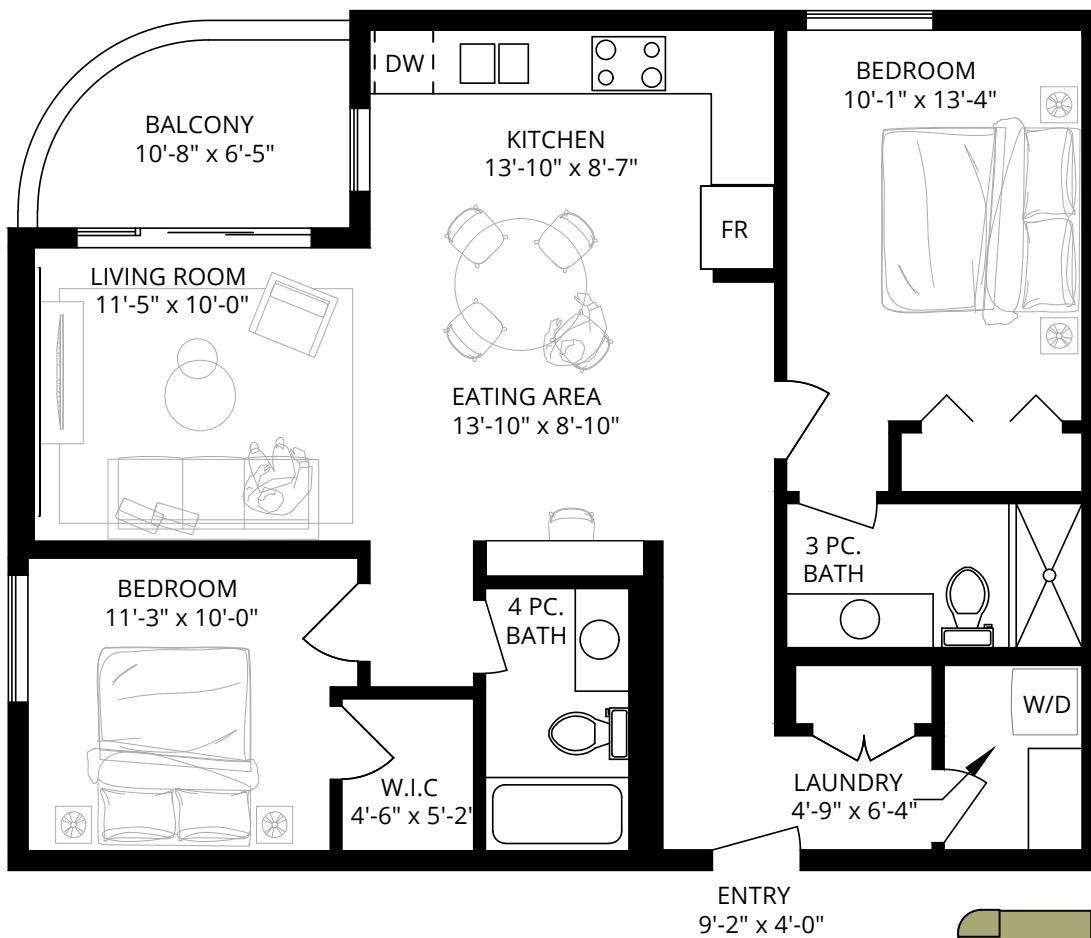 DW
BEDROOM
10'-1" x 13'-4"
BALCONY
10'-8" x 6'-5"
KITCHEN
13'-10" x 8'-7"
FR
LIVING ROOM
11'-5" x 10'-0"
EATING AREA
13'-10" x 8'-10"
3 PC.
BATH
BEDROOM
11'-3" x 10'-0"
4 PC.
BATH
W/D
W.I.C
4'-6" x 5'-2'
LAUNDRY
4'-9" x 6'-4"
ENTRY
9'-2" x 4'-0"